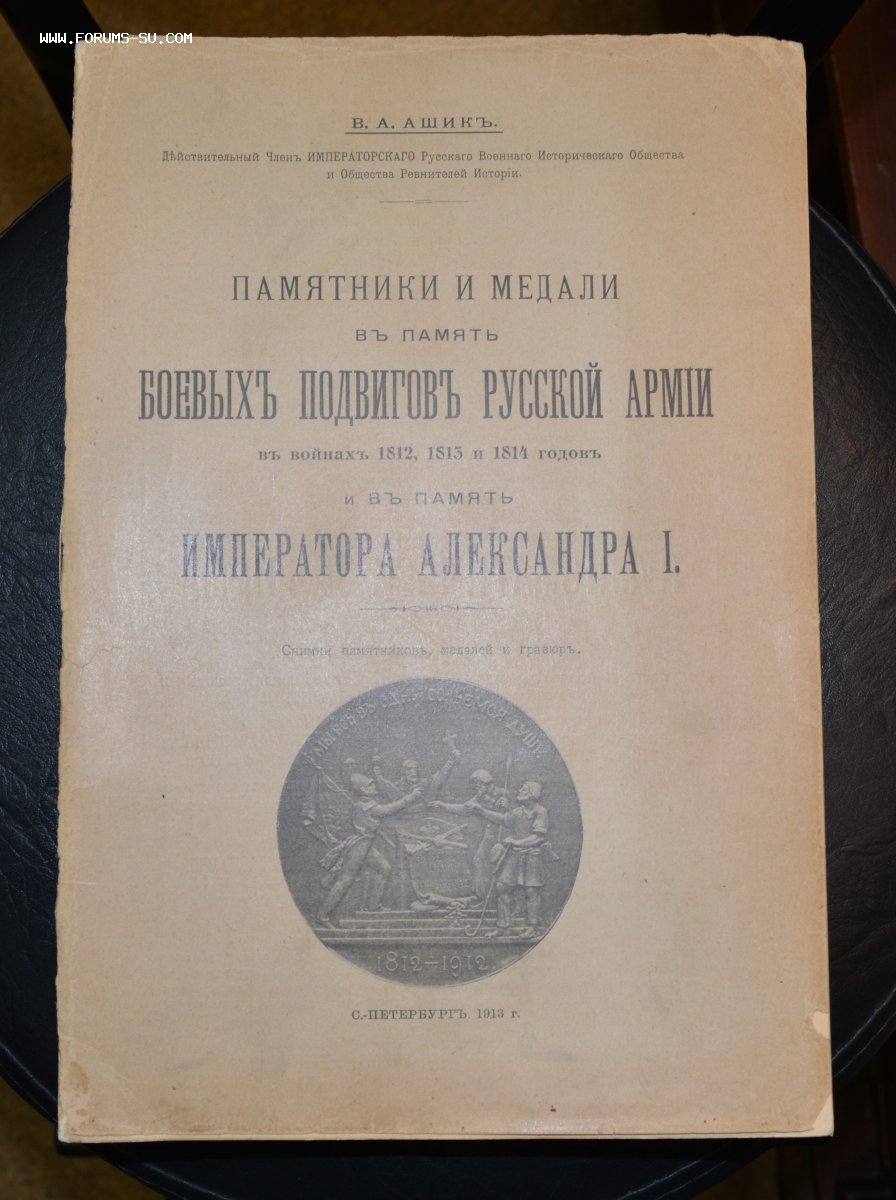 WWW.FORUMS-SU.COM
В. А. АШИКЪ.
Дѣйствительный Членъ ИМПЕРАТОРСКАГО Русскаго Военнаго Историческаго Общества
и Общества Ревнителей Исторіи.
ПАМЯТНИКИ И МЕДАЛИ
ВЪ ПАМЯТЬ
БОЕВЫХЪ ПОДВИГОВЪ РУССКОЙ АРМІИ
въ войнахъ 1812, 1813 и 1814 годовъ
И ВЪ ПАМЯТЬ
ИМПЕРАТОРА АЛЕКСАНДРА I.
Снимки памятниковъ, медалей и гравюръ.
ДУШУ
1812–1912
С.-ПЕТЕРБУРГЪ 1913 г.